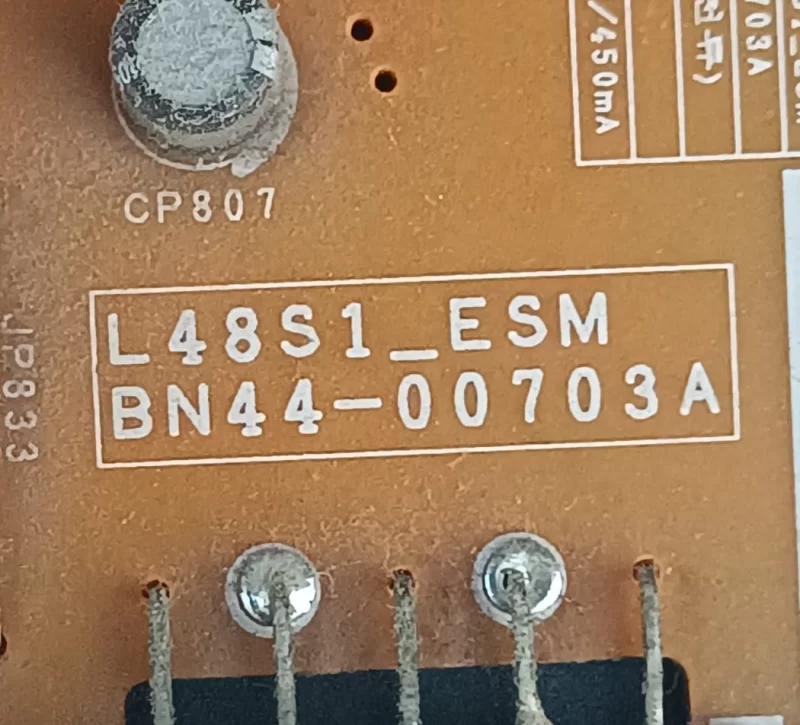 /450mA
703A
CP807
L48S1_ESM
BN44-00703A
JP833